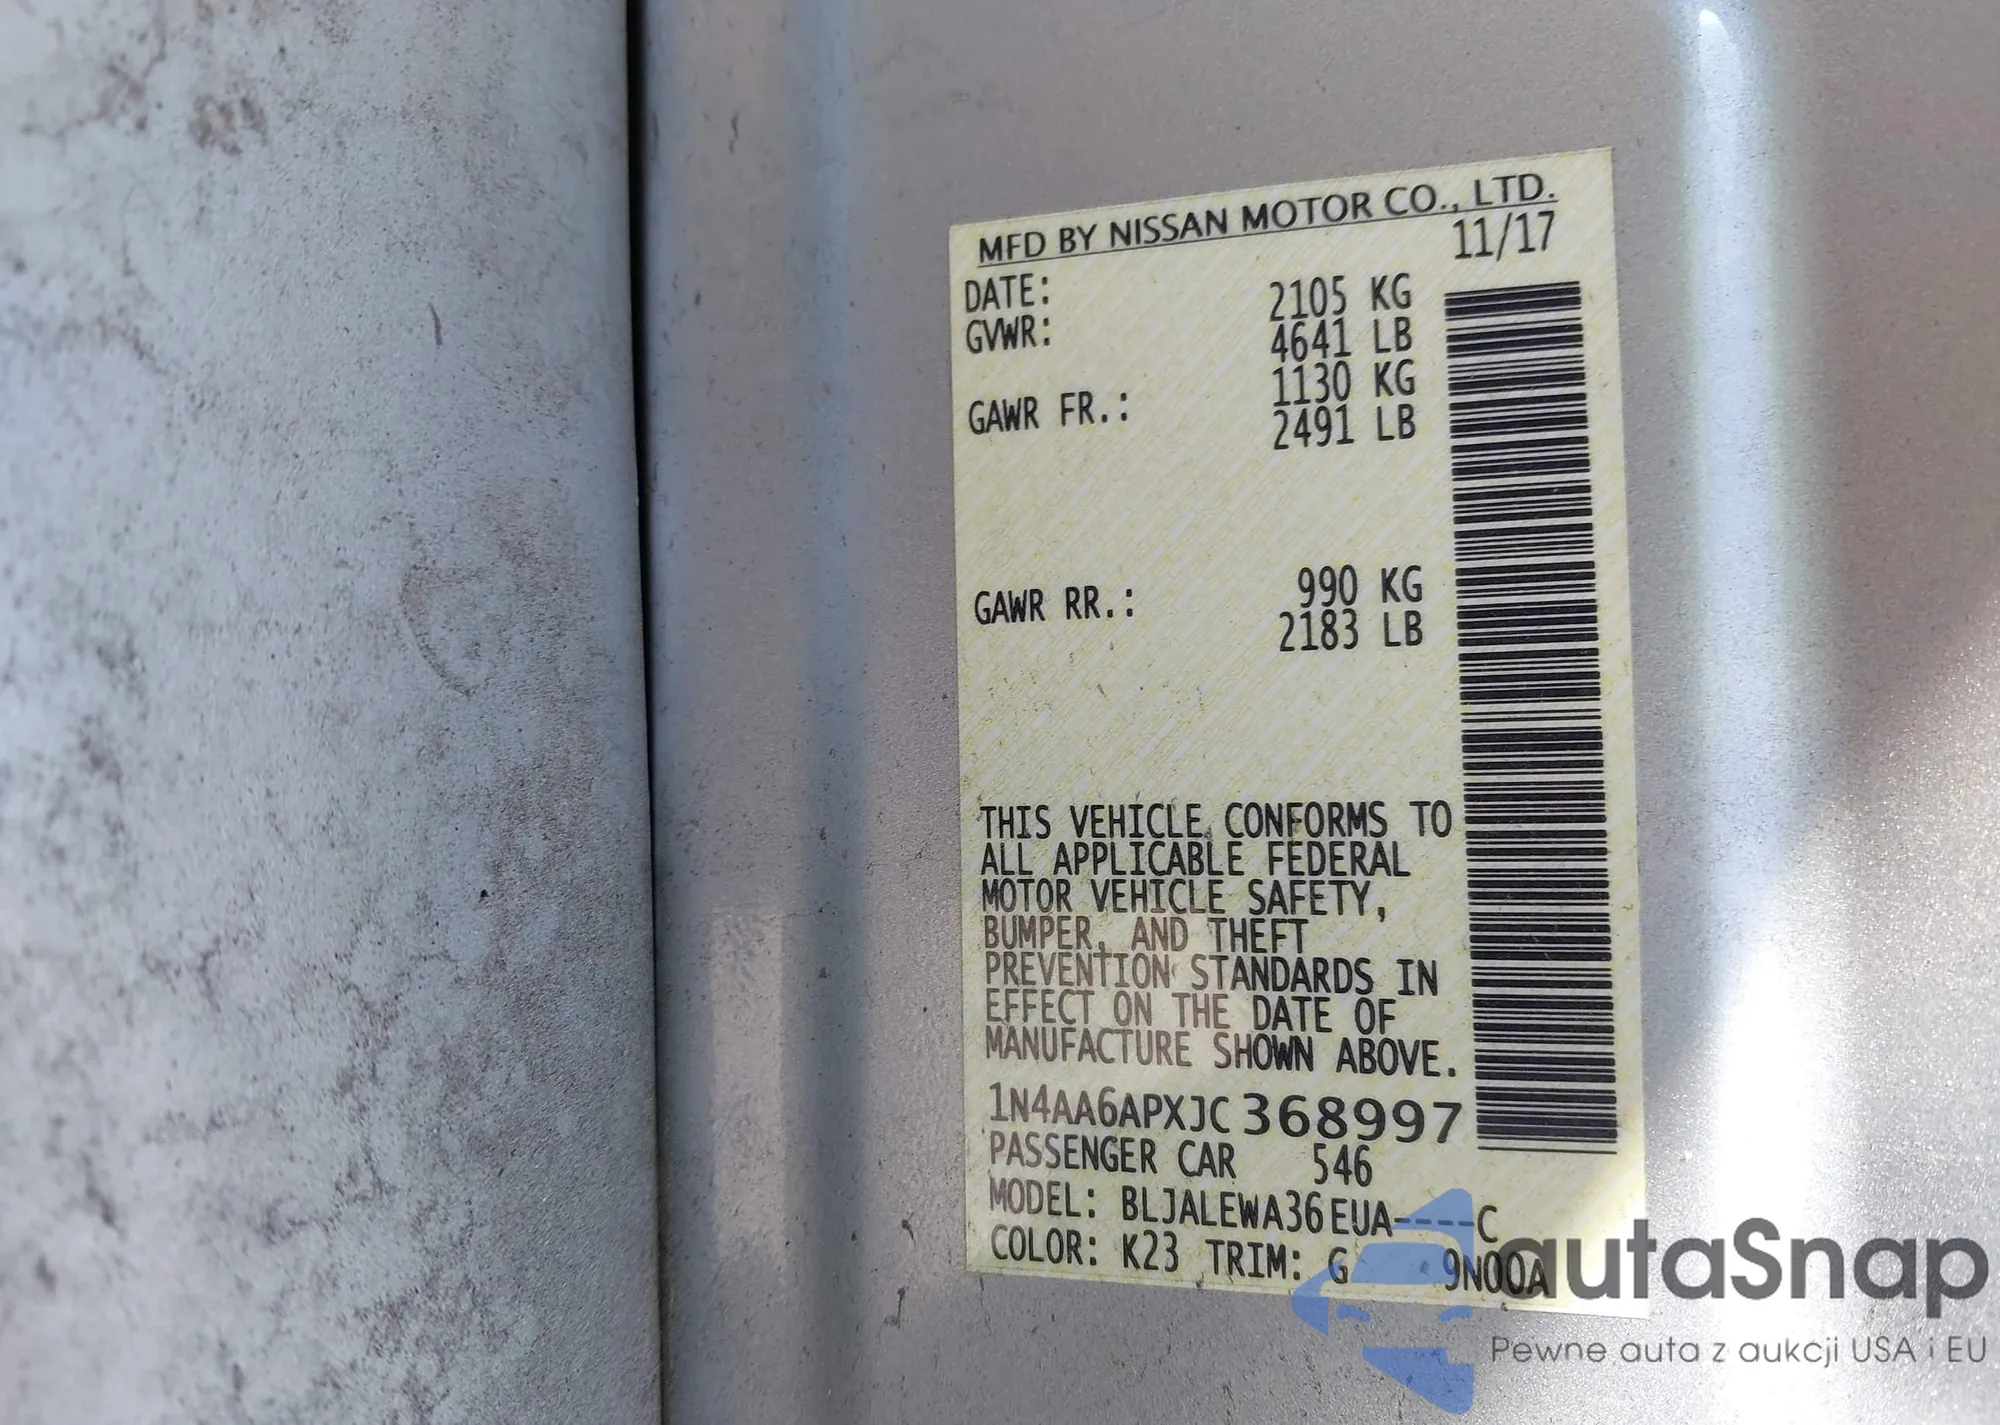 MFD BY NISSAN MOTOR CO., LTD.
DATE: 11/17
GVWR: 2105 KG
4641 LB
GAWR FR.: 1130 KG
2491 LB
GAWR RR.: 990 KG
2183 LB
THIS VEHICLE CONFORMS TO
ALL APPLICABLE FEDERAL
MOTOR VEHICLE SAFETY,
BUMPER, AND THEFT
PREVENTION STANDARDS IN
EFFECT ON THE DATE OF
MANUFACTURE SHOWN ABOVE.
1N4AA6APXJC368997
PASSENGER CAR 546
MODEL: BLJALEWA36EUA----C
COLOR: K23 TRIM: G 9N00A
autaSnap
Pewne auta z aukcji USA i EU